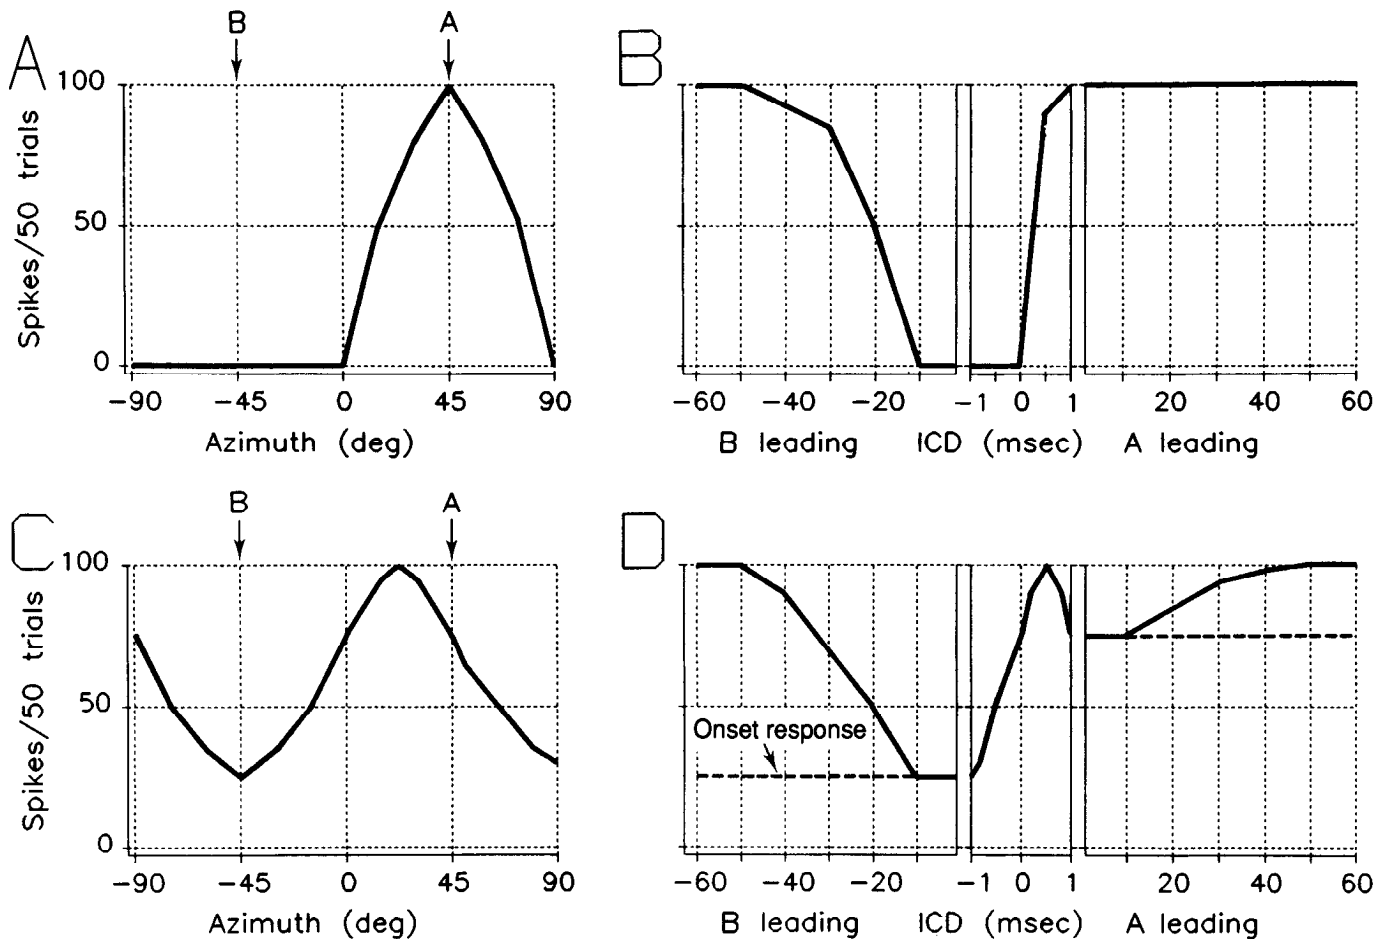 A
B A
100
50
0
-90 -45 0 45 90
Azimuth (deg)
Spikes/50 trials
B
-60 -40 -20 -1 0 1 20 40 60
B leading ICD (msec) A leading
C
B A
100
50
0
-90 -45 0 45 90
Azimuth (deg)
Spikes/50 trials
D
Onset response
-60 -40 -20 -1 0 1 20 40 60
B leading ICD (msec) A leading